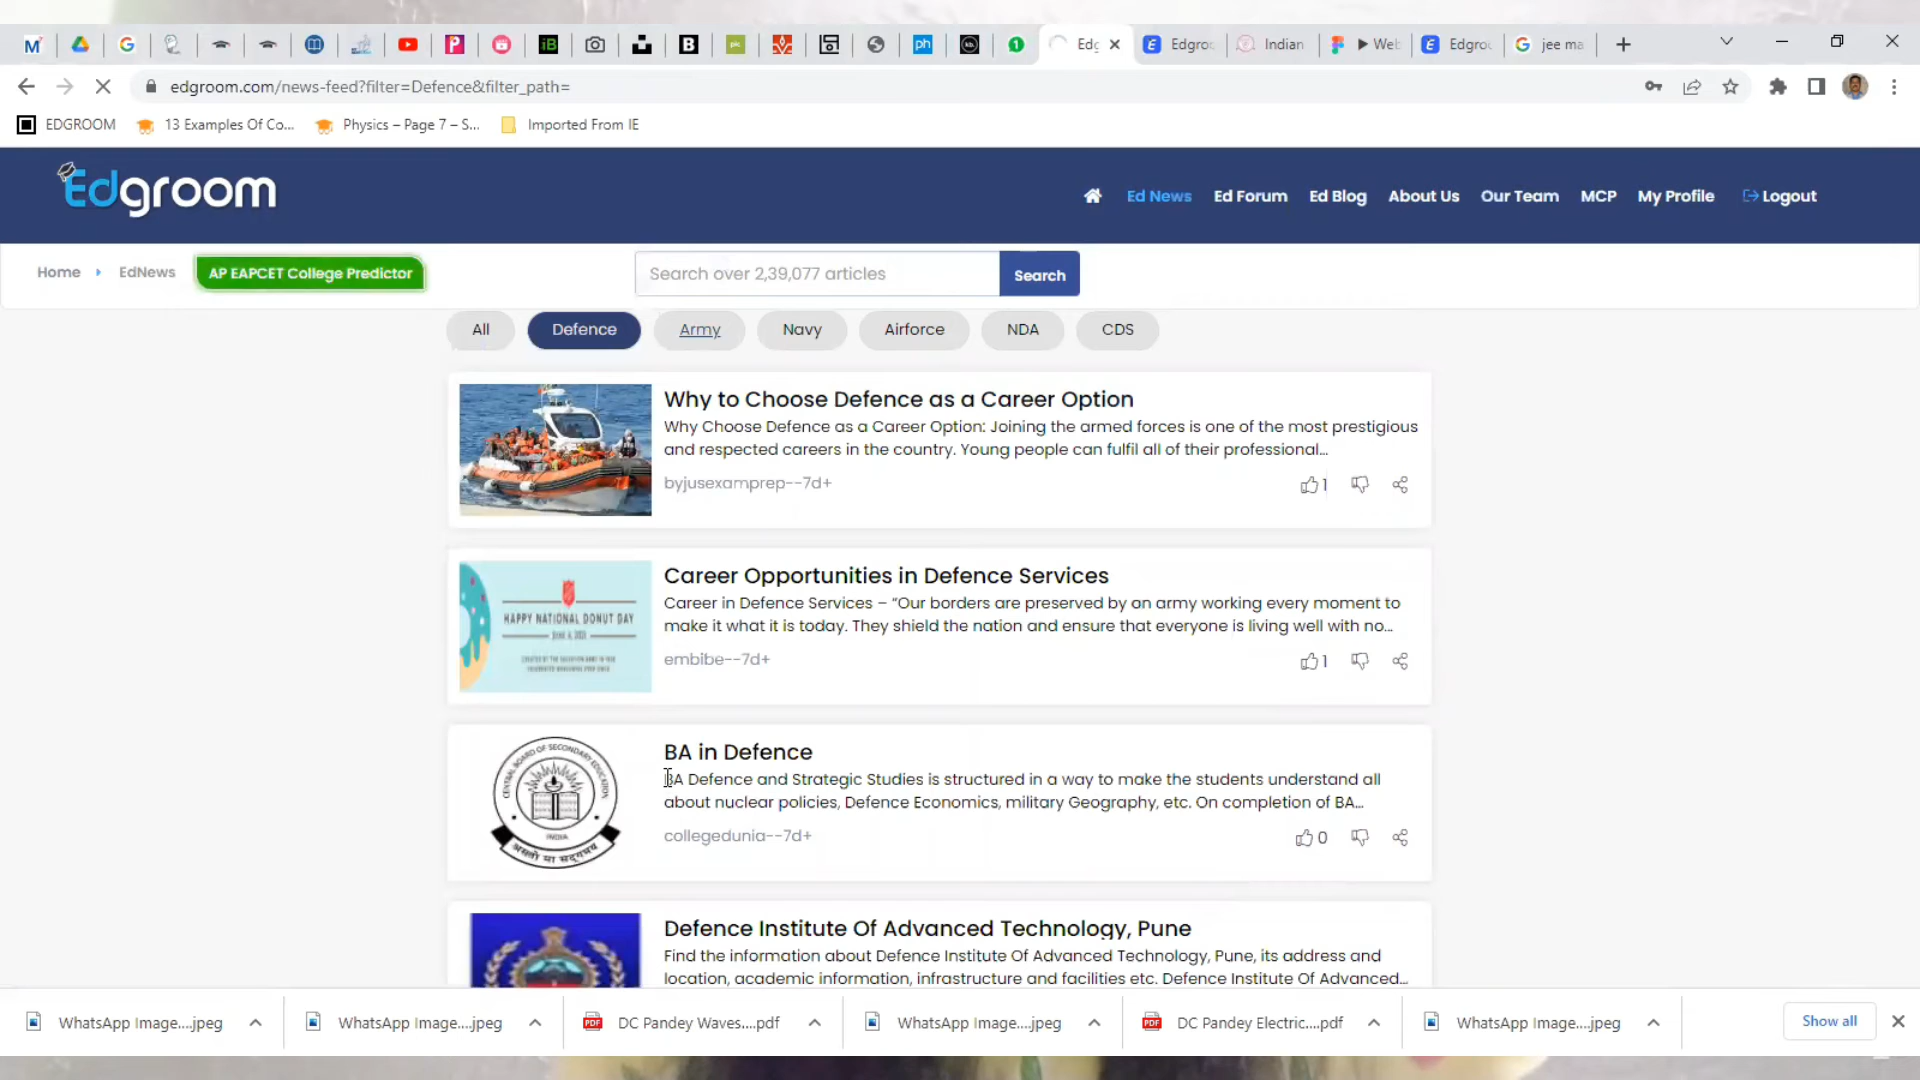 Edg
Edgroo
Indian
Web
Edgroo
jee ma
edgroom.com/news-feed?filter=Defence&filter_path=
EDGROOM
13 Examples Of Co...
Physics – Page 7 – S...
Imported From IE
Edgroom
Ed News
Ed Forum
Ed Blog
About Us
Our Team
MCP
My Profile
Logout
Home
EdNews
AP EAPCET College Predictor
Search over 2,39,077 articles
Search
All
Defence
Army
Navy
Airforce
NDA
CDS
Why to Choose Defence as a Career Option
Why Choose Defence as a Career Option: Joining the armed forces is one of the most prestigious
and respected careers in the country. Young people can fulfil all of their professional...
byjusexamprep--7d+
1
Career Opportunities in Defence Services
Career in Defence Services – “Our borders are preserved by an army working every moment to
make it what it is today. They shield the nation and ensure that everyone is living well with no...
embibe--7d+
1
HAPPY NATIONAL DONUT DAY
BA in Defence
BA Defence and Strategic Studies is structured in a way to make the students understand all
about nuclear policies, Defence Economics, military Geography, etc. On completion of BA...
collegedunia--7d+
0
CENTRAL BOARD OF SECONDARY EDUCATION
INDIA
असतो मा सद्गमय
Defence Institute Of Advanced Technology, Pune
Find the information about Defence Institute Of Advanced Technology, Pune, its address and
location, academic information, infrastructure and facilities etc. Defence Institute Of Advanced...
WhatsApp Image....jpeg
WhatsApp Image....jpeg
DC Pandey Waves....pdf
WhatsApp Image....jpeg
DC Pandey Electric....pdf
WhatsApp Image....jpeg
Show all